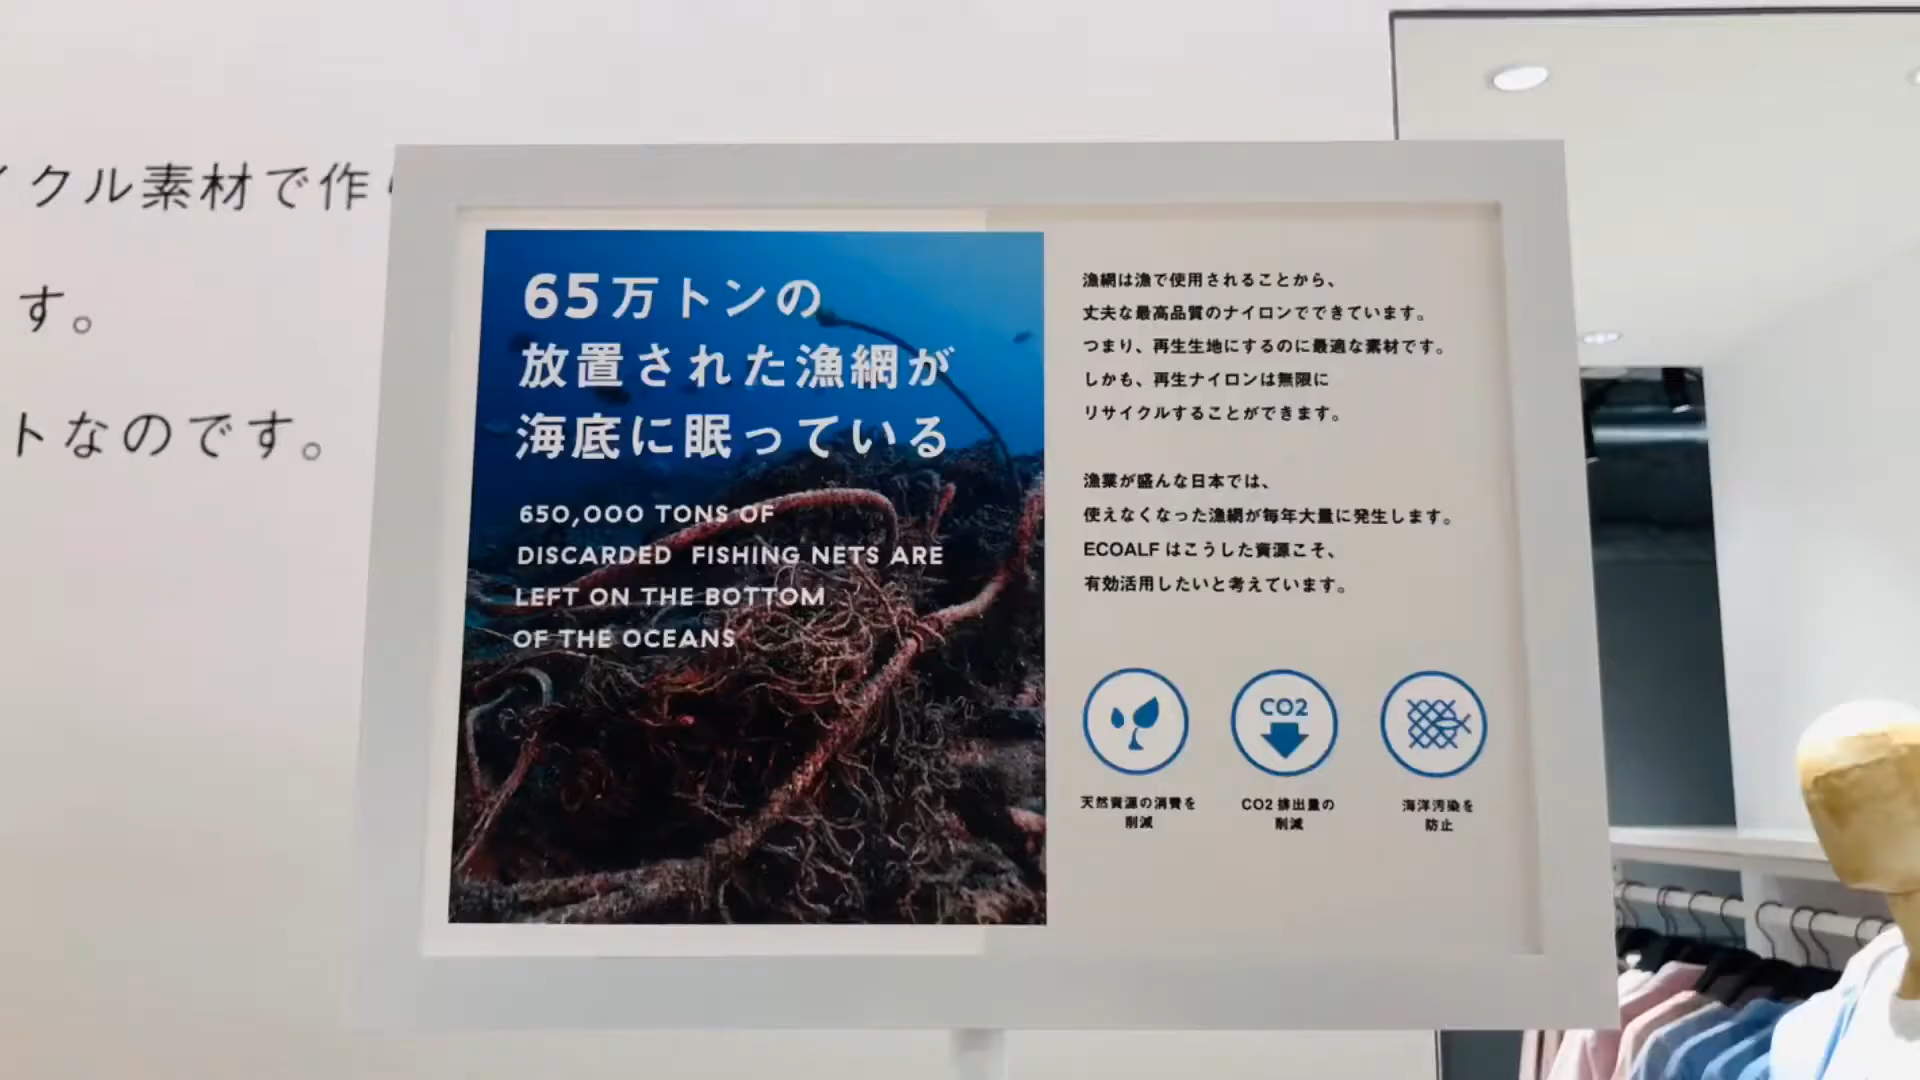 イクル素材で作
す。
トなのです。
65万トンの
放置された漁網が
海底に眠っている
650,000 TONS OF
DISCARDED FISHING NETS ARE
LEFT ON THE BOTTOM
OF THE OCEANS
漁網は漁で使用されることから、
丈夫な最高品質のナイロンでできています。
つまり、再生生地にするのに最適な素材です。
しかも、再生ナイロンは無限に
リサイクルすることができます。
漁業が盛んな日本では、
使えなくなった漁網が毎年大量に発生します。
ECOALF はこうした資源こそ、
有効活用したいと考えています。
CO2
天然資源の消費を
削減
CO2 排出量の
削減
海洋汚染を
防止